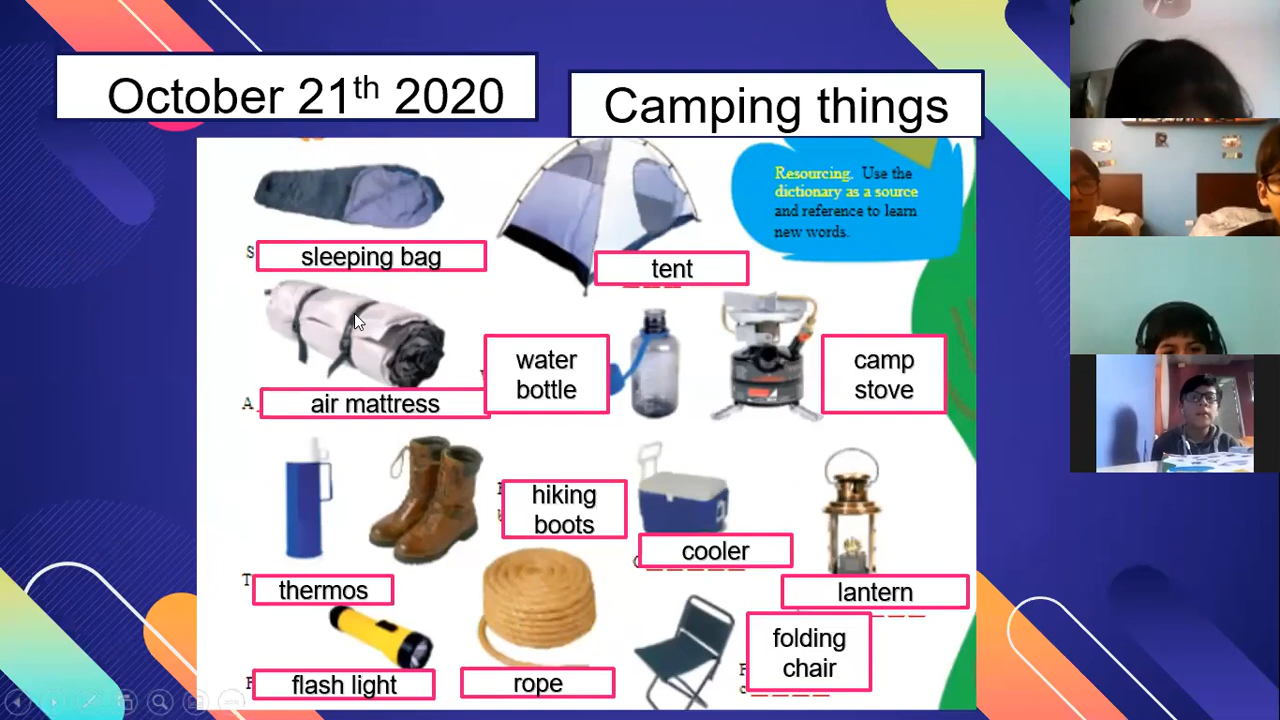 October 21th 2020
Camping things
Resourcing. Use the
dictionary as a source
and reference to learn
new words.
S
sleeping bag
tent
A
air mattress
water
bottle
camp
stove
hiking
boots
cooler
T
thermos
lantern
F
flash light
rope
folding
chair